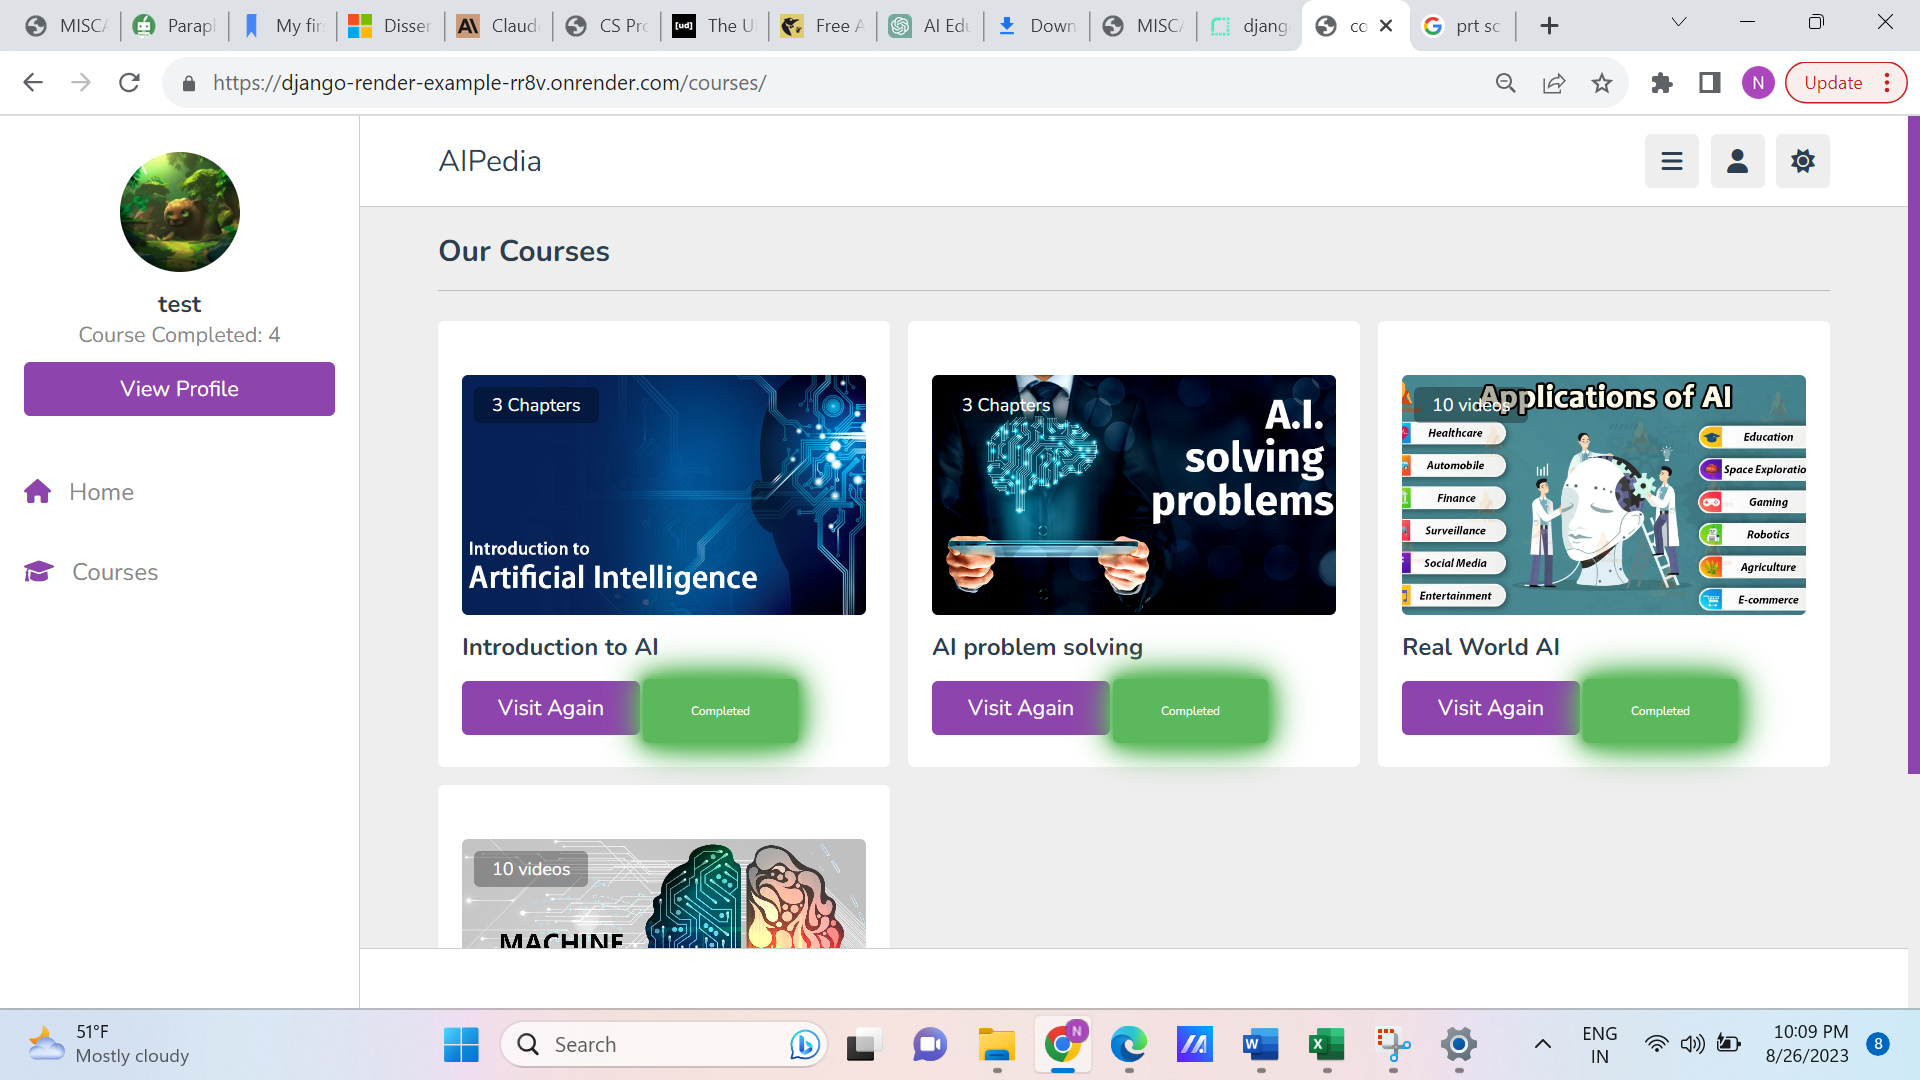 MISCA
Parap
My fir
Disser
Claud
CS Pro
The U
Free A
AI Edu
Down
MISCA
djang
co
prt sc
https://django-render-example-rr8v.onrender.com/courses/
N
Update
AIPedia
test
Course Completed: 4
View Profile
Home
Courses
Our Courses
3 Chapters
Introduction to
Artificial Intelligence
Introduction to AI
Visit Again
Completed
3 Chapters
A.I.
solving
problems
AI problem solving
Visit Again
Completed
10 videos
Applications of AI
Healthcare
Automobile
Finance
Surveillance
Social Media
Entertainment
Education
Space Exploratio
Gaming
Robotics
Agriculture
E-commerce
Real World AI
Visit Again
Completed
10 videos
MACHINE
51°F
Mostly cloudy
Search
N
ENG
IN
10:09 PM
8/26/2023
8